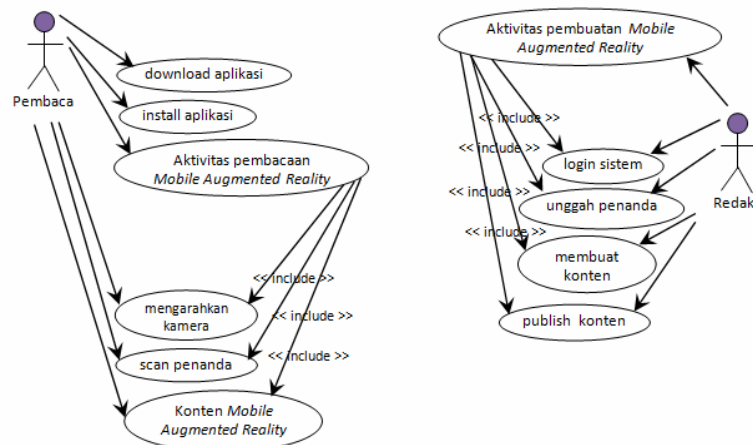 Pembaca
download aplikasi
install aplikasi
Aktivitas pembacaan
Mobile Augmented Reality
<< include >>
mengarahkan
kamera
<< include >>
scan penanda
<< include >>
Konten Mobile
Augmented Reality
Aktivitas pembuatan Mobile
Augmented Reality
<< include >>
<< include >>
login sistem
<< include >>
unggah penanda
Redak
<< include >>
membuat
konten
publish konten